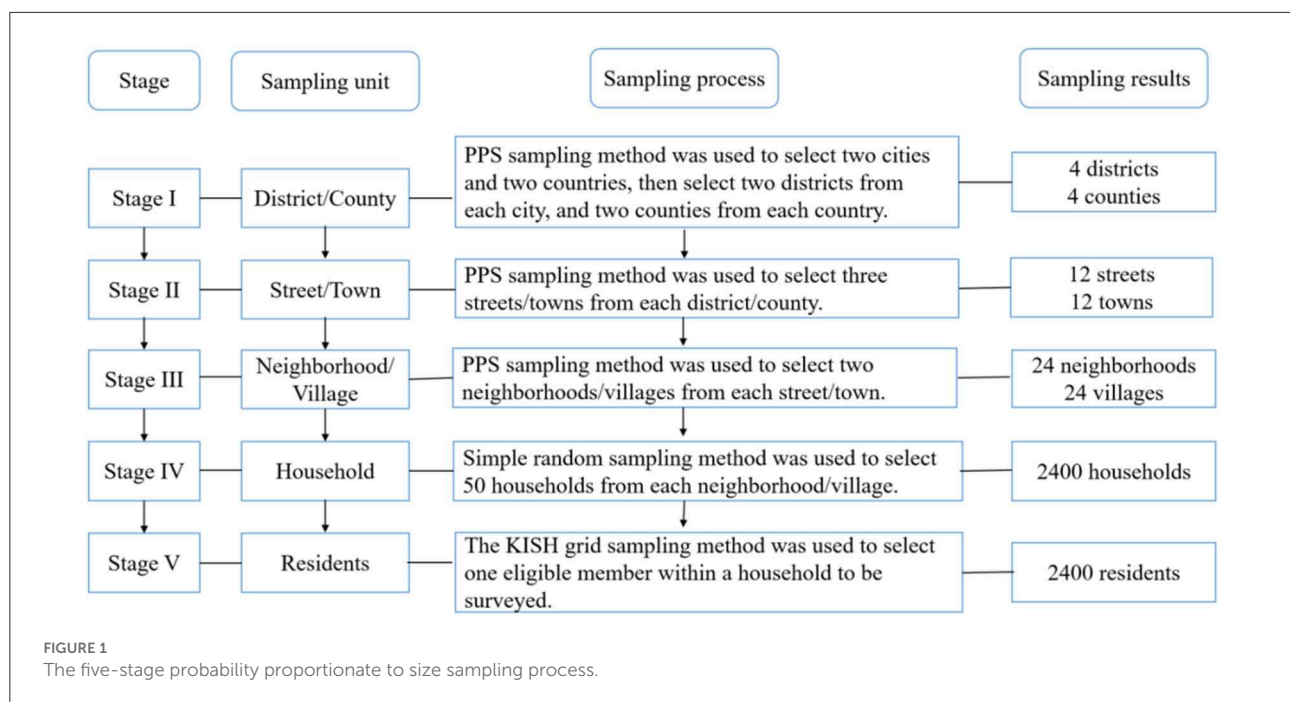 Stage
Sampling unit
Sampling process
Sampling results
Stage I
District/County
PPS sampling method was used to select two cities
and two countries, then select two districts from
each city, and two counties from each country.
4 districts
4 counties
Stage II
Street/Town
PPS sampling method was used to select three
streets/towns from each district/county.
12 streets
12 towns
Stage III
Neighborhood/
Village
PPS sampling method was used to select two
neighborhoods/villages from each street/town.
24 neighborhoods
24 villages
Stage IV
Household
Simple random sampling method was used to select
50 households from each neighborhood/village.
2400 households
Stage V
Residents
The KISH grid sampling method was used to select
one eligible member within a household to be
surveyed.
2400 residents
FIGURE 1
The five-stage probability proportionate to size sampling process.